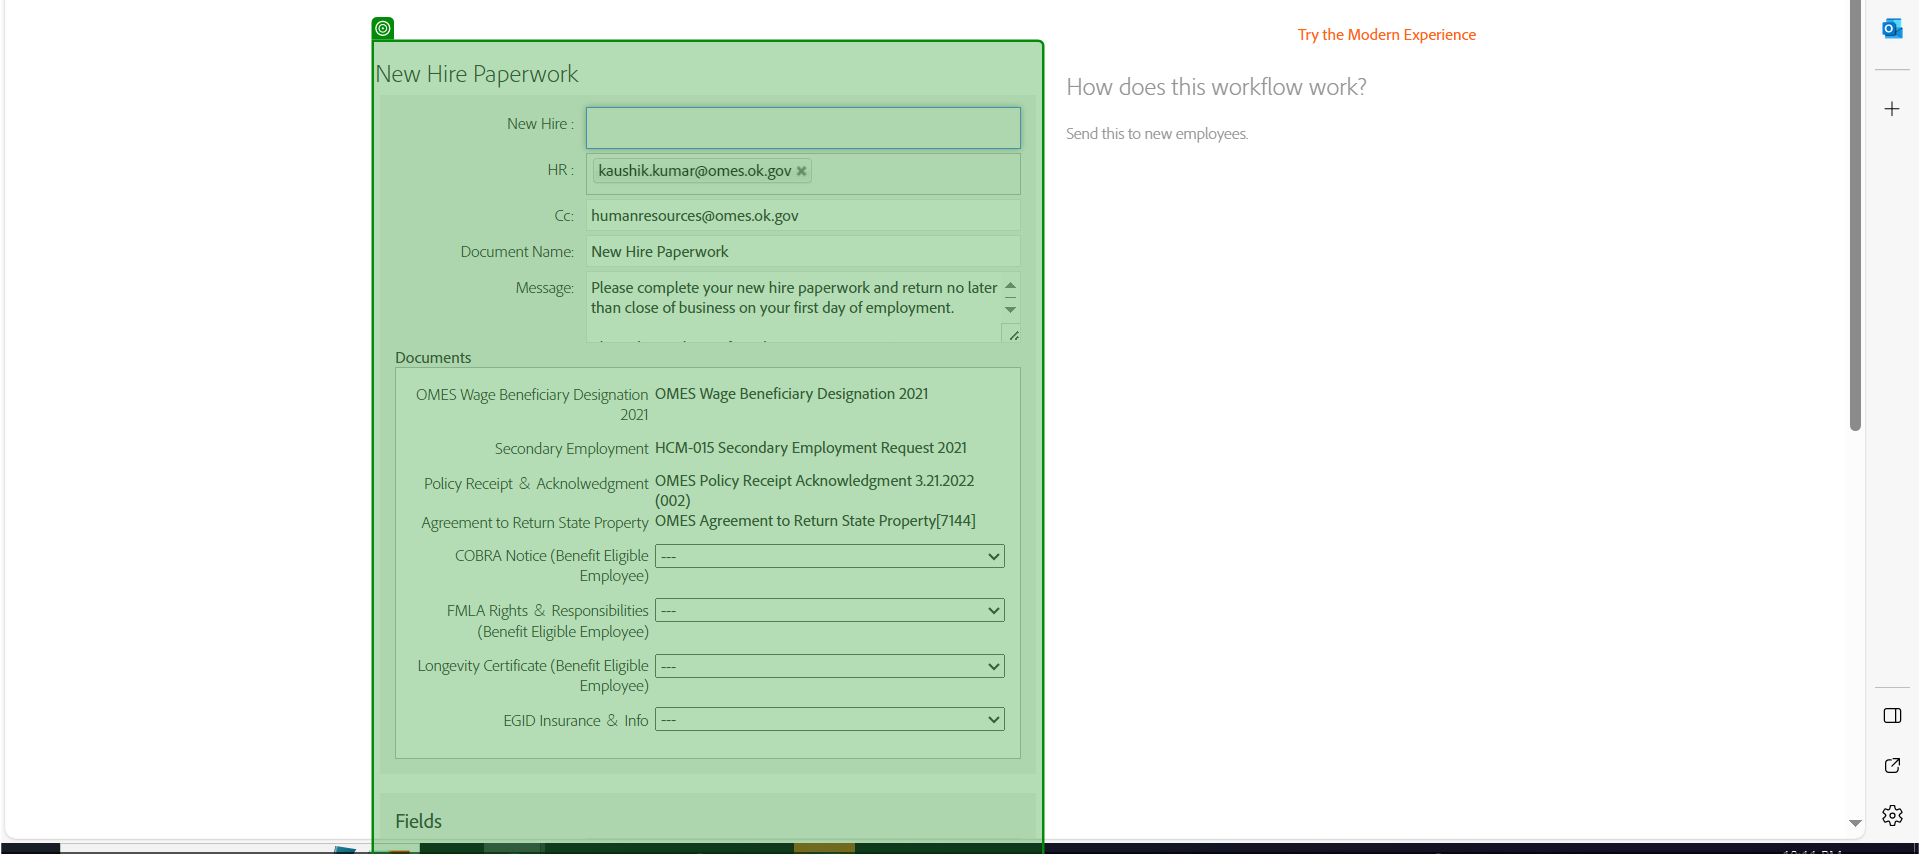 Try the Modern Experience
New Hire Paperwork
How does this workflow work?
Send this to new employees.
New Hire :
HR : kaushik.kumar@omes.ok.gov
Cc: humanresources@omes.ok.gov
Document Name: New Hire Paperwork
Message: Please complete your new hire paperwork and return no later
than close of business on your first day of employment.
Documents
OMES Wage Beneficiary Designation OMES Wage Beneficiary Designation 2021
2021
Secondary Employment HCM-015 Secondary Employment Request 2021
Policy Receipt & Acknolwedgment OMES Policy Receipt Acknowledgment 3.21.2022
(002)
Agreement to Return State Property OMES Agreement to Return State Property[7144]
COBRA Notice (Benefit Eligible ---
Employee)
FMLA Rights & Responsibilities ---
(Benefit Eligible Employee)
Longevity Certificate (Benefit Eligible ---
Employee)
EGID Insurance & Info ---
Fields